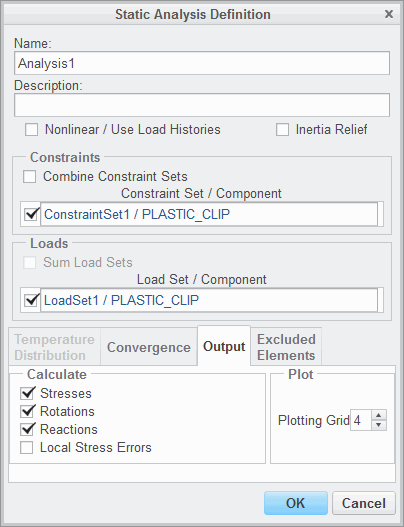 Static Analysis Definition
Name:
Analysis1
Description:
Nonlinear / Use Load Histories Inertia Relief
Constraints
Combine Constraint Sets
Constraint Set / Component
ConstraintSet1 / PLASTIC_CLIP
Loads
Sum Load Sets
Load Set / Component
LoadSet1 / PLASTIC_CLIP
Temperature
Distribution
Convergence
Output
Excluded
Elements
Calculate
Stresses
Rotations
Reactions
Local Stress Errors
Plot
Plotting Grid 4
OK Cancel